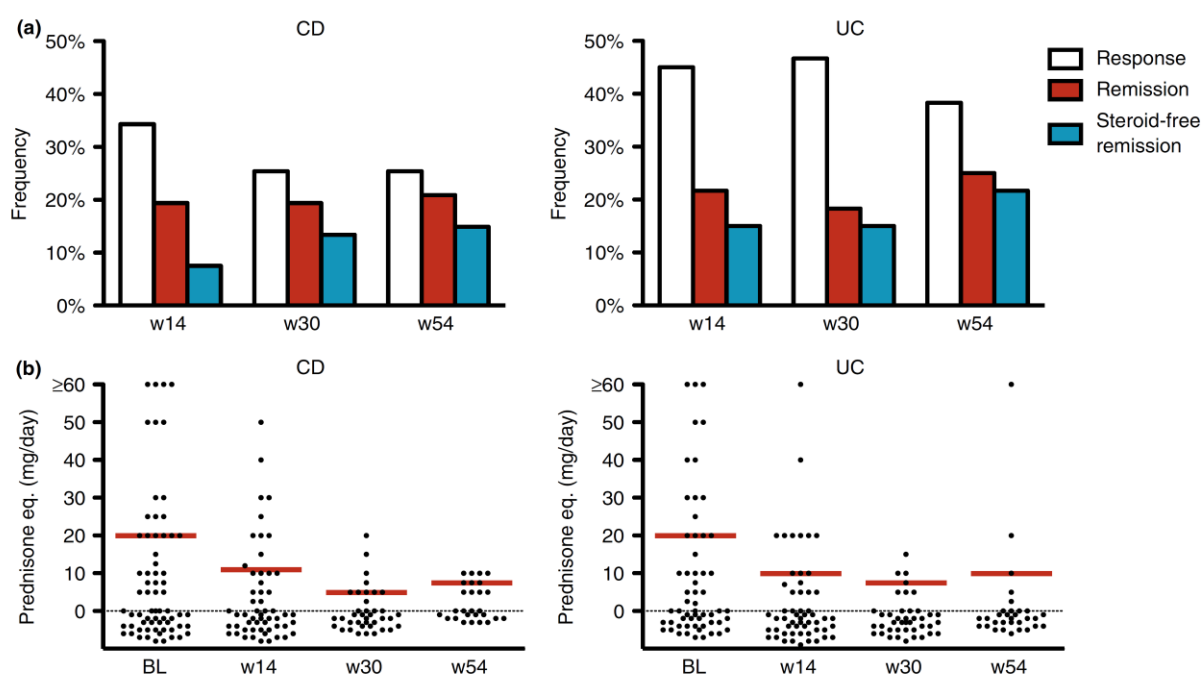 (a)
CD
50%
40%
30%
20%
10%
0%
Frequency
w14
w30
w54
UC
50%
40%
30%
20%
10%
0%
Frequency
w14
w30
w54
Response
Remission
Steroid-free
remission
(b)
CD
≥60
50
40
30
20
10
0
Prednisone eq. (mg/day)
BL
w14
w30
w54
UC
≥60
50
40
30
20
10
0
Prednisone eq. (mg/day)
BL
w14
w30
w54